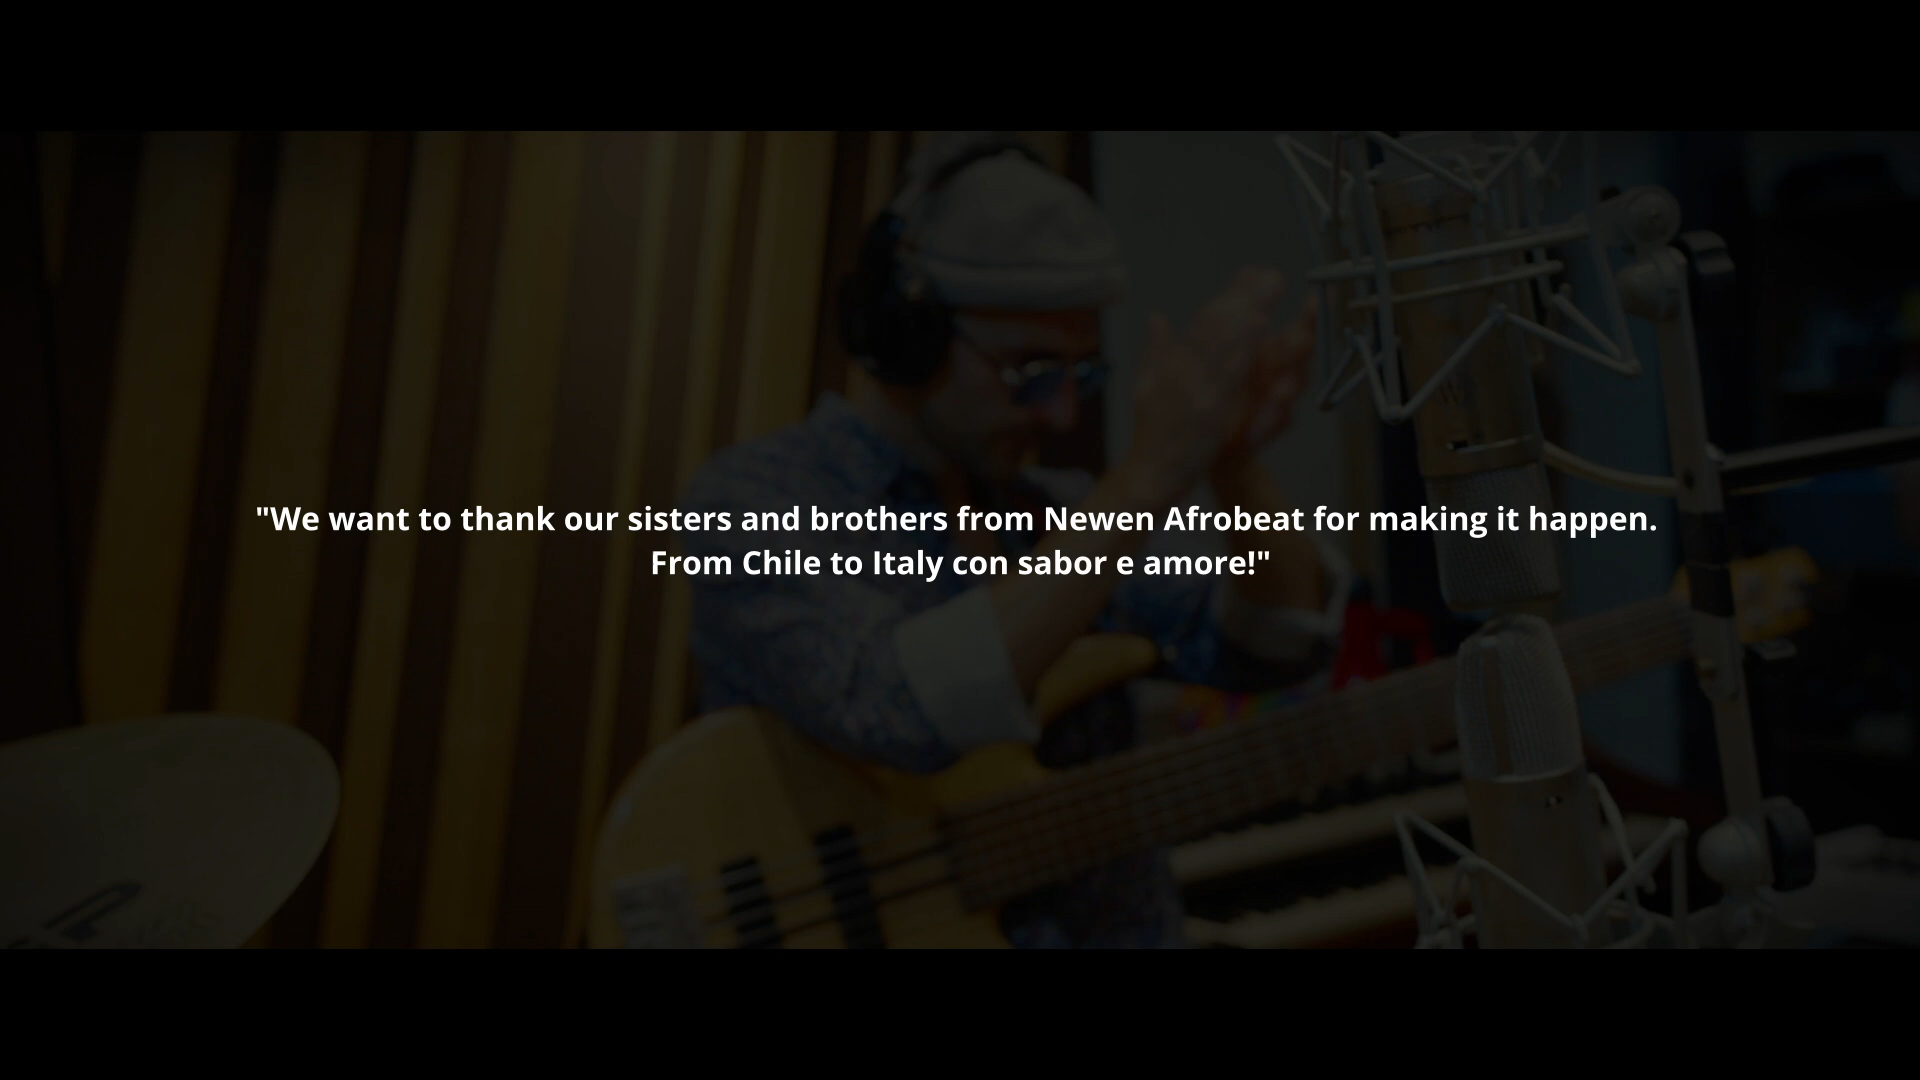 "We want to thank our sisters and brothers from Newen Afrobeat for making it happen.
From Chile to Italy con sabor e amore!"